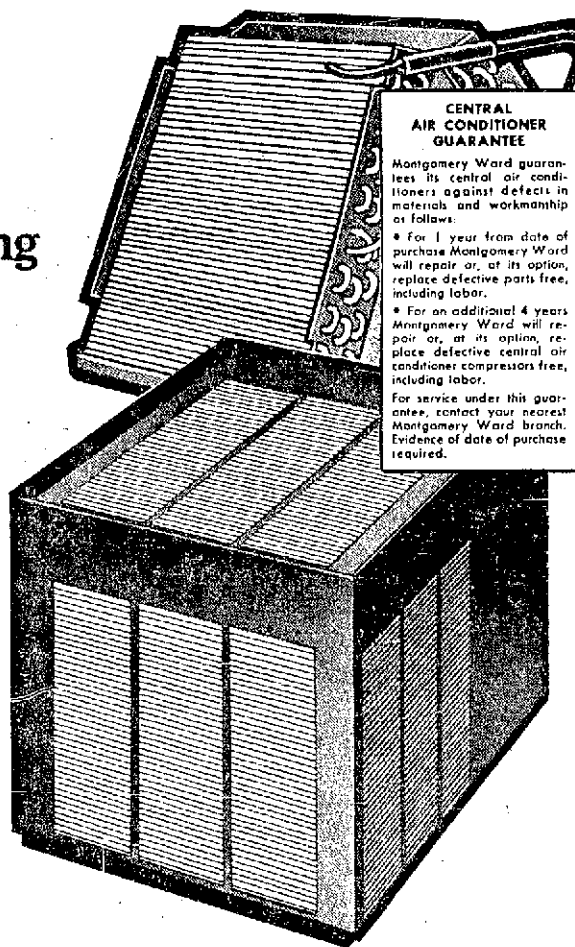 ng
CENTRAL
AIR CONDITIONER
GUARANTEE
Montgomery Ward guaran-
tees its central air condi-
tioners against defects in
materials and workmanship
as follows:
* For 1 year from date of
purchase Montgomery Ward
will repair or, at its option,
replace defective parts free,
including labor.
* For an additional 4 years
Montgomery Ward will re-
pair or, at its option, re-
place defective central air
conditioner compressors free,
including labor.
For service under this guar-
antee, contact your nearest
Montgomery Ward branch.
Evidence of date of purchase
required.